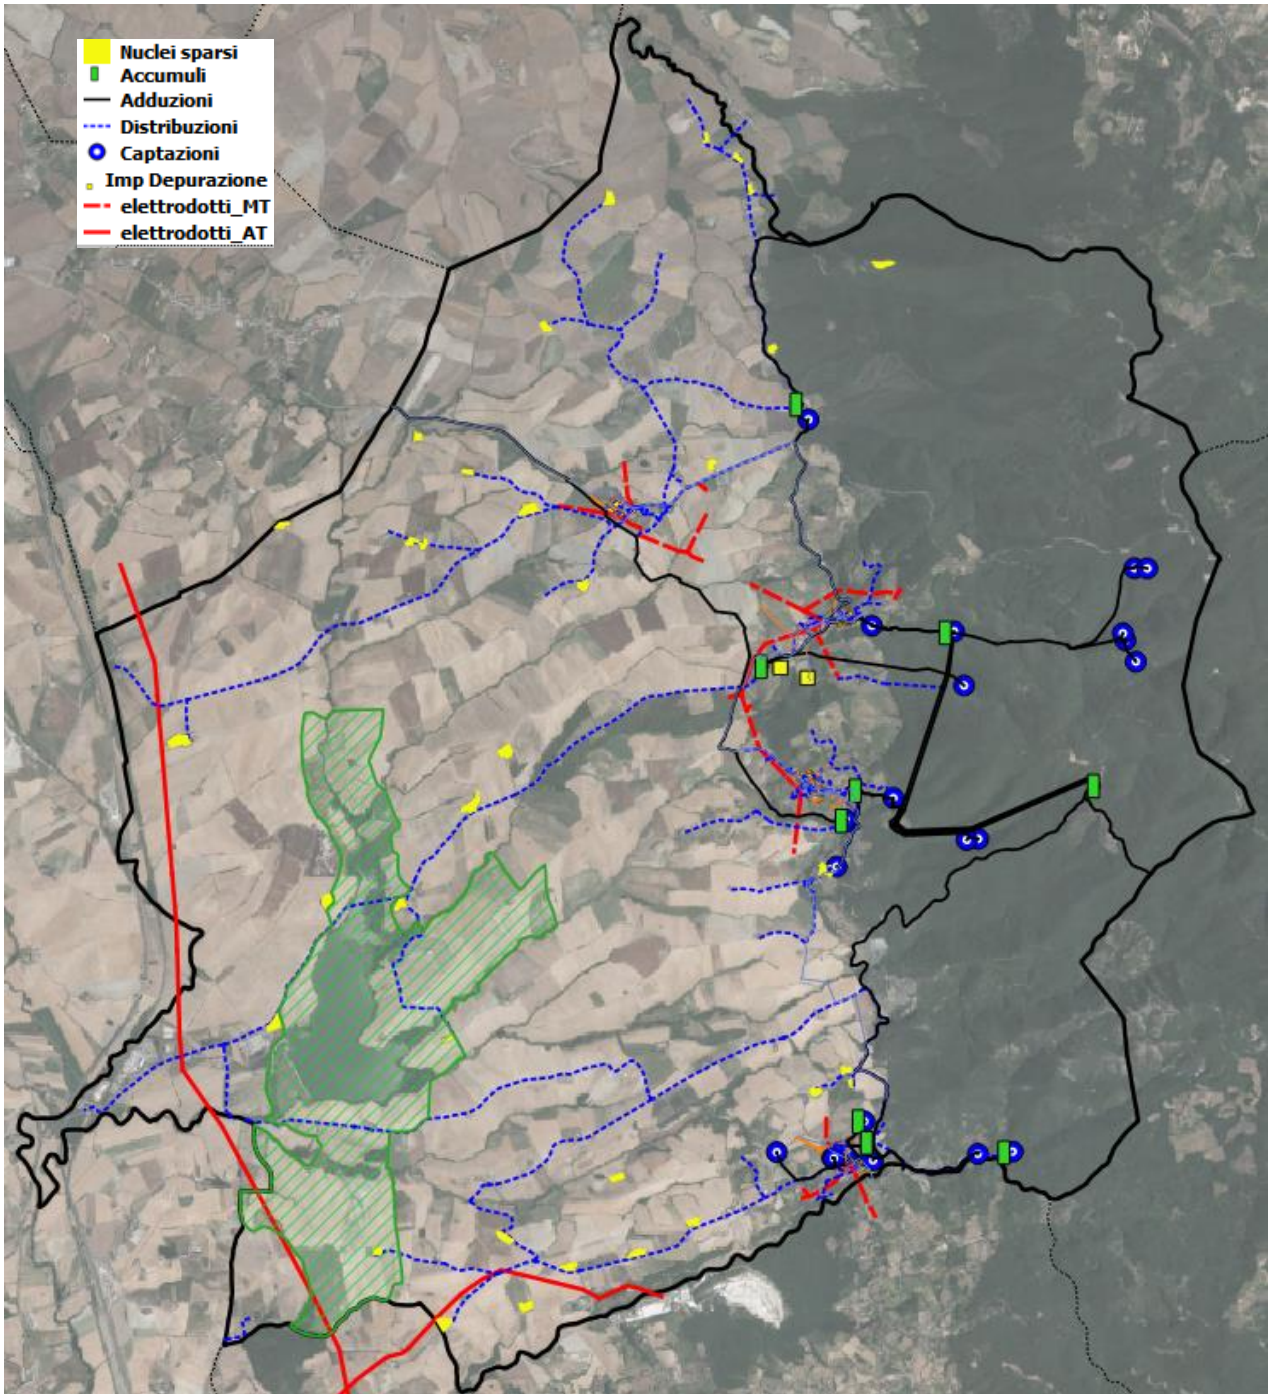 Nuclei sparsi
Accumuli
Adduzioni
Distribuzioni
Captazioni
Imp Depurazione
elettrodotti_MT
elettrodotti_AT